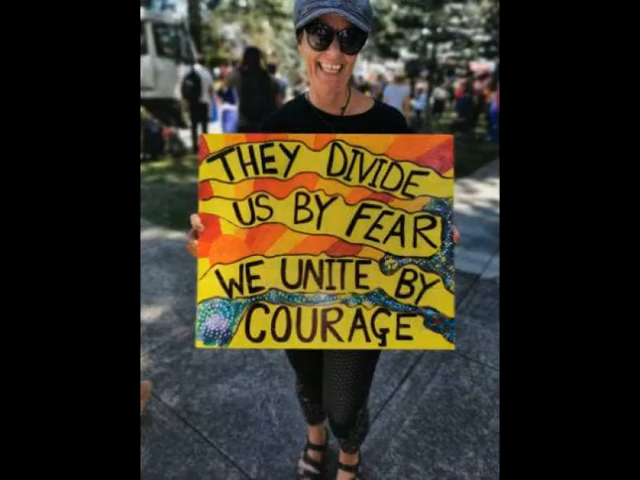 THEY DIVIDE
US BY FEAR
WE UNITE BY
COURAGE